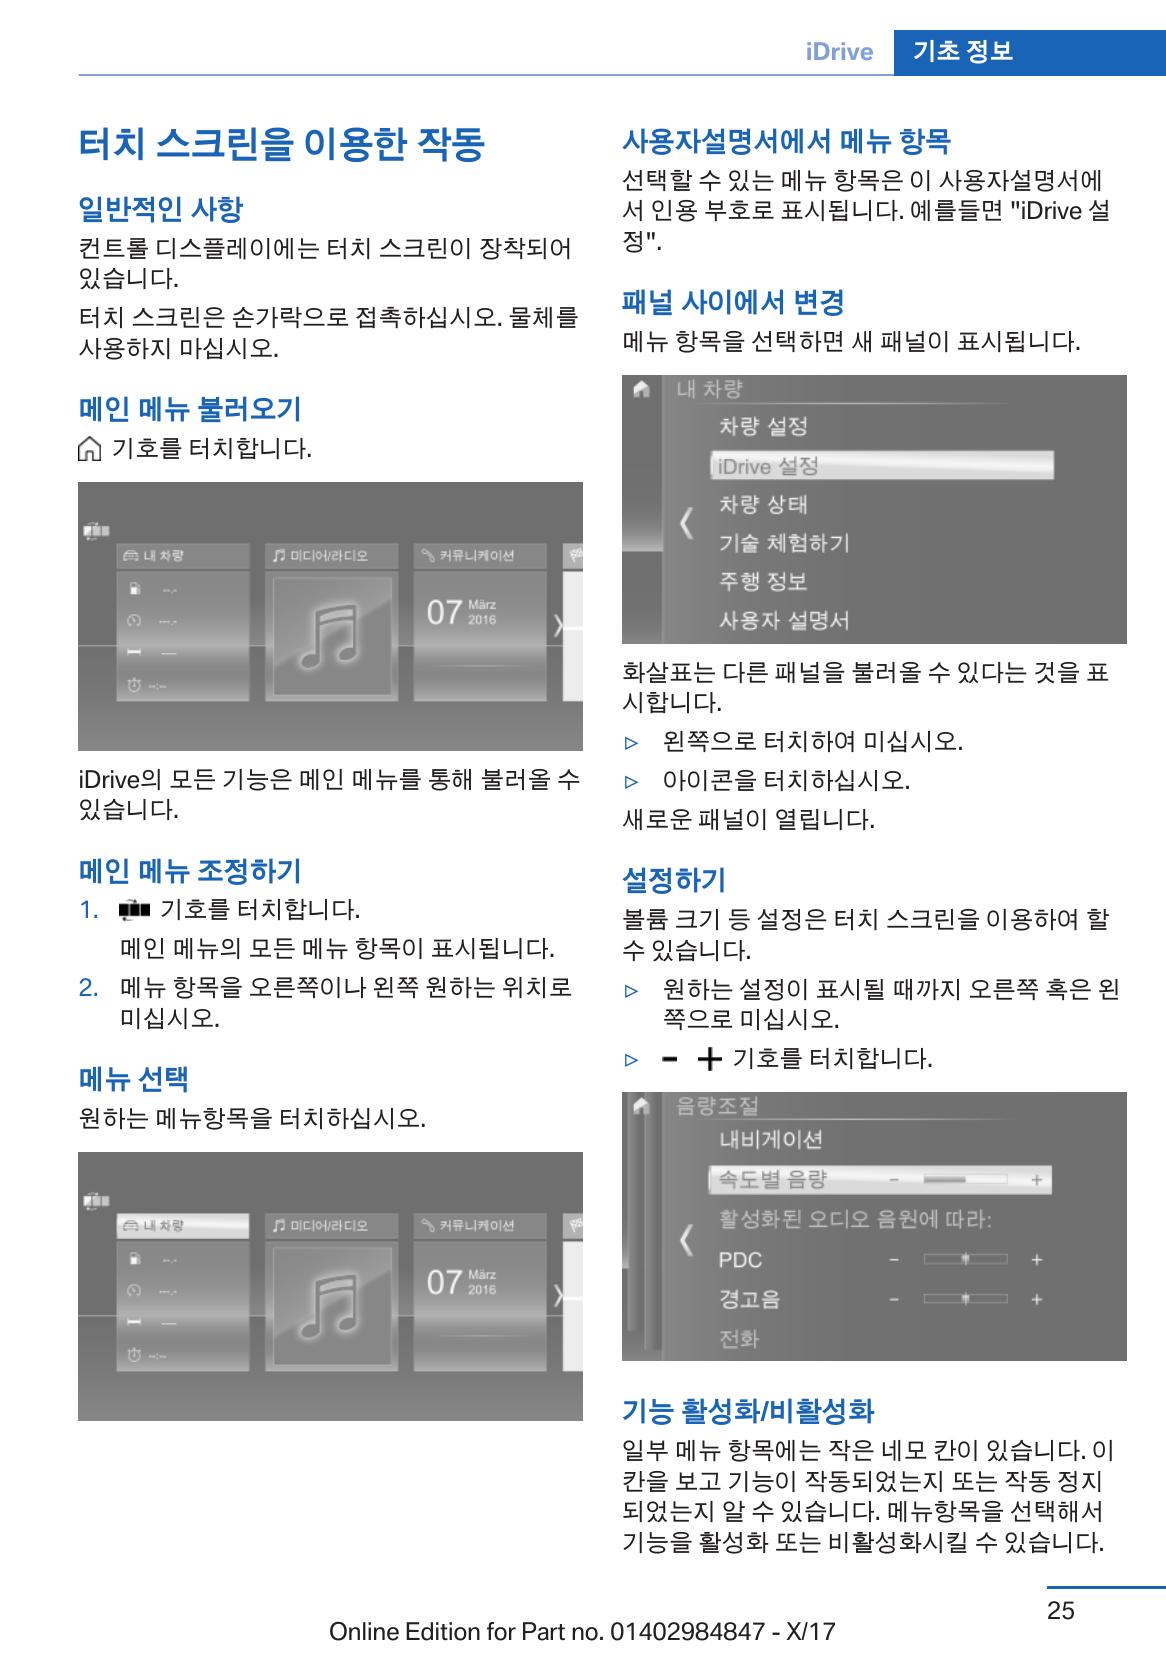 iDrive 기초 정보
터치 스크린을 이용한 작동
일반적인 사항
컨트롤 디스플레이에는 터치 스크린이 장착되어
있습니다.
터치 스크린은 손가락으로 접촉하십시오. 물체를
사용하지 마십시오.
메인 메뉴 불러오기
기호를 터치합니다.
내 차량
미디어/라디오
커뮤니케이션
--.-
---.-
----
--:--
07 März
2016
iDrive의 모든 기능은 메인 메뉴를 통해 불러올 수
있습니다.
메인 메뉴 조정하기
1. 기호를 터치합니다.
메인 메뉴의 모든 메뉴 항목이 표시됩니다.
2. 메뉴 항목을 오른쪽이나 왼쪽 원하는 위치로
미십시오.
메뉴 선택
원하는 메뉴항목을 터치하십시오.
내 차량
미디어/라디오
커뮤니케이션
--.-
---.-
----
--:--
07 März
2016
사용자설명서에서 메뉴 항목
선택할 수 있는 메뉴 항목은 이 사용자설명서에
서 인용 부호로 표시됩니다. 예를들면 "iDrive 설
정".
패널 사이에서 변경
메뉴 항목을 선택하면 새 패널이 표시됩니다.
내 차량
차량 설정
iDrive 설정
차량 상태
기술 체험하기
주행 정보
사용자 설명서
화살표는 다른 패널을 불러올 수 있다는 것을 표
시합니다.
▷ 왼쪽으로 터치하여 미십시오.
▷ 아이콘을 터치하십시오.
새로운 패널이 열립니다.
설정하기
볼륨 크기 등 설정은 터치 스크린을 이용하여 할
수 있습니다.
▷ 원하는 설정이 표시될 때까지 오른쪽 혹은 왼
쪽으로 미십시오.
▷ - + 기호를 터치합니다.
음량조절
내비게이션
속도별 음량 - +
활성화된 오디오 음원에 따라:
PDC - +
경고음 - +
전화
기능 활성화/비활성화
일부 메뉴 항목에는 작은 네모 칸이 있습니다. 이
칸을 보고 기능이 작동되었는지 또는 작동 정지
되었는지 알 수 있습니다. 메뉴항목을 선택해서
기능을 활성화 또는 비활성화시킬 수 있습니다.
25
Online Edition for Part no. 01402984847 - X/17